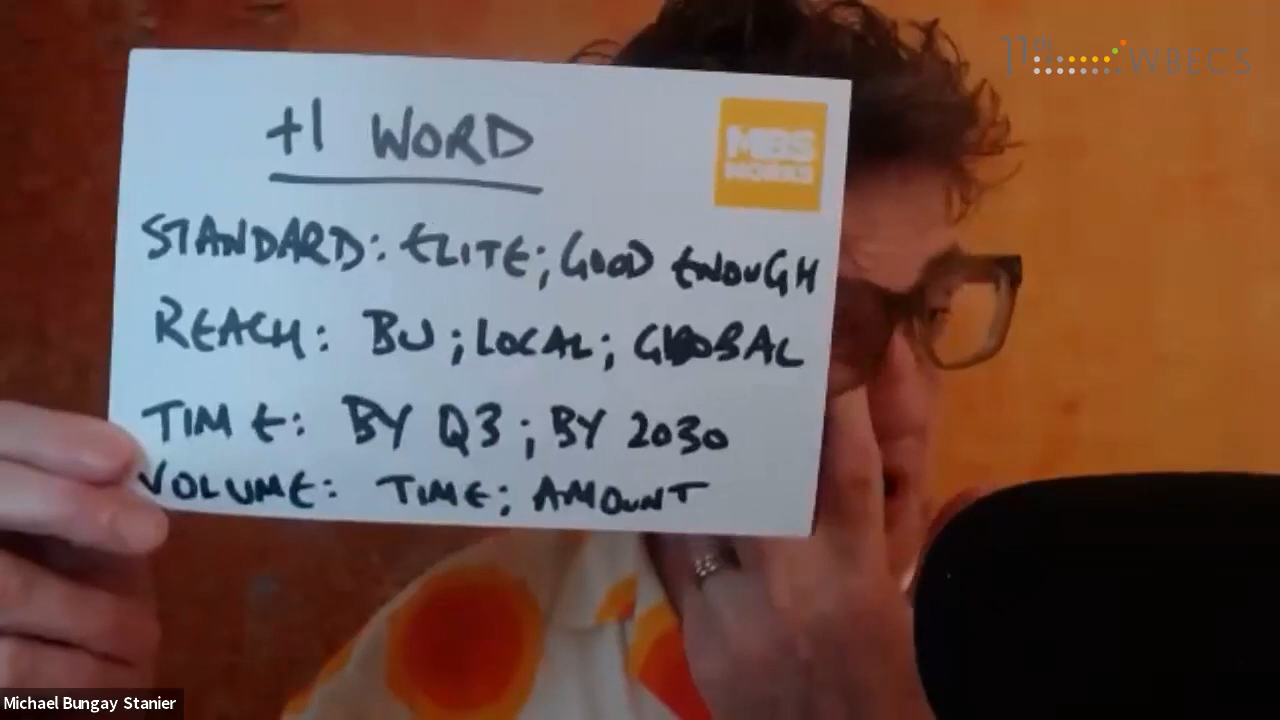 11th WBECS
+1 WORD
MBS
WORKS
STANDARD: ELITE; GOOD ENOUGH
REACH: BU; LOCAL; GLOBAL
TIME: BY Q3; BY 2030
VOLUME: TIME; AMOUNT
Michael Bungay Stanier